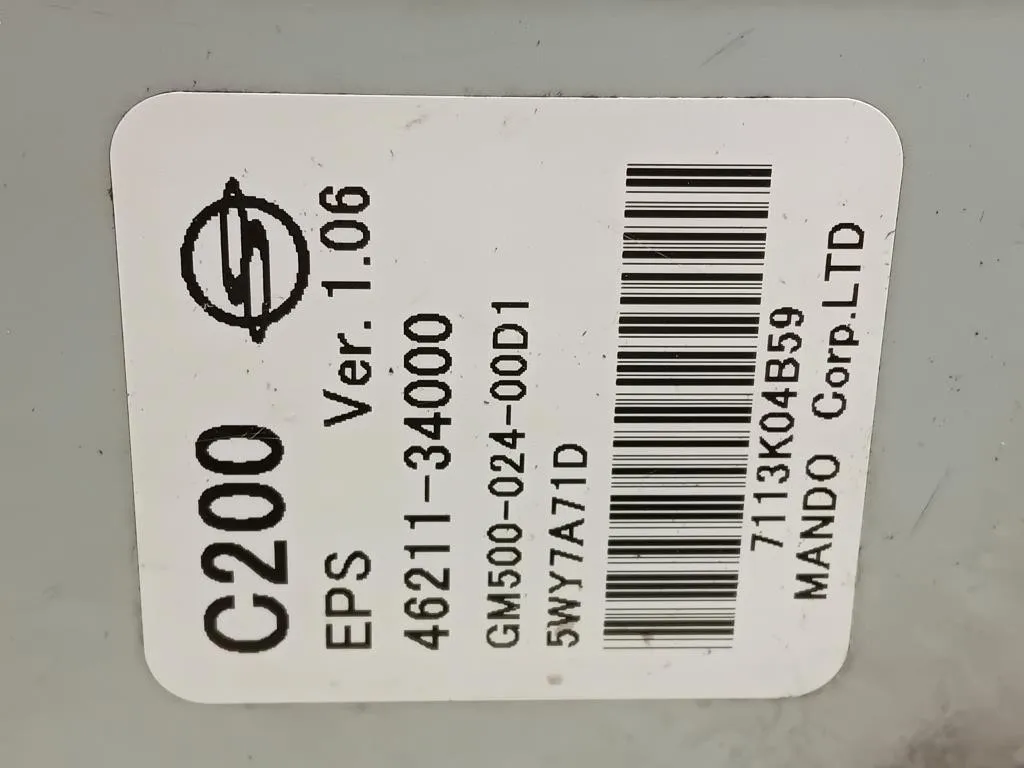 C200
EPS Ver. 1.06
46211-34000
GM500-024-00D1
5WY7A71D
7113K04B59
MANDO Corp.LTD